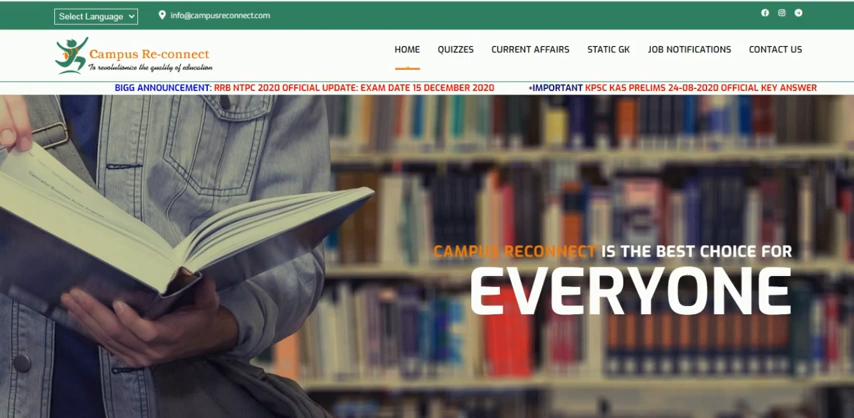 Select Language
info@campusreconnect.com
Campus Re-connect
To revolutionize the quality of education
HOME QUIZZES CURRENT AFFAIRS STATIC GK JOB NOTIFICATIONS CONTACT US
BIGG ANNOUNCEMENT: RRB NTPC 2020 OFFICIAL UPDATE: EXAM DATE 15 DECEMBER 2020 •IMPORTANT KPSC KAS PRELIMS 24-08-2020 OFFICIAL KEY ANSWER
CAMPUS RECONNECT IS THE BEST CHOICE FOR
EVERYONE